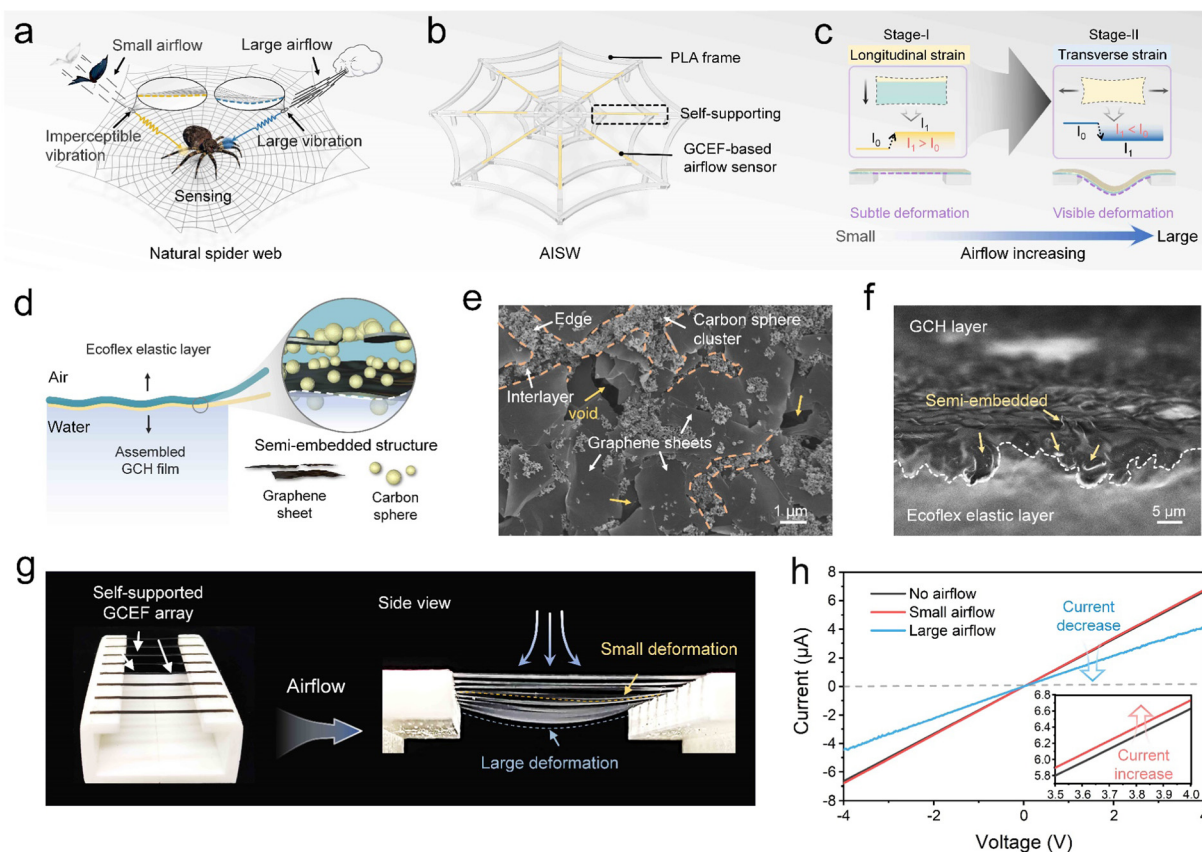 a
Small airflow
Large airflow
Imperceptible
vibration
Large vibration
Sensing
Natural spider web
b
PLA frame
Self-supporting
GCEF-based
airflow sensor
AISW
c
Stage-I
Longitudinal strain
I₁
I₀
I₁ > I₀
Subtle deformation
Stage-II
Transverse strain
I₀
I₁ < I₀
I₁
Visible deformation
Small
Large
Airflow increasing
d
Ecoflex elastic layer
Air
Water
Assembled
GCH film
Semi-embedded structure
Graphene
sheet
Carbon
sphere
e
Edge
Carbon sphere
cluster
Interlayer
void
Graphene sheets
1 μm
f
GCH layer
Semi-embedded
Ecoflex elastic layer
5 μm
g
Self-supported
GCEF array
Airflow
Side view
Small deformation
Large deformation
h
Current (μA)
8
6
4
2
0
-2
-4
-6
-8
No airflow
Small airflow
Large airflow
Current
decrease
6.8
6.6
6.4
6.2
6.0
5.8
Current
increase
3.5 3.6 3.7 3.8 3.9 4.0
-4 -2 0 2 4
Voltage (V)